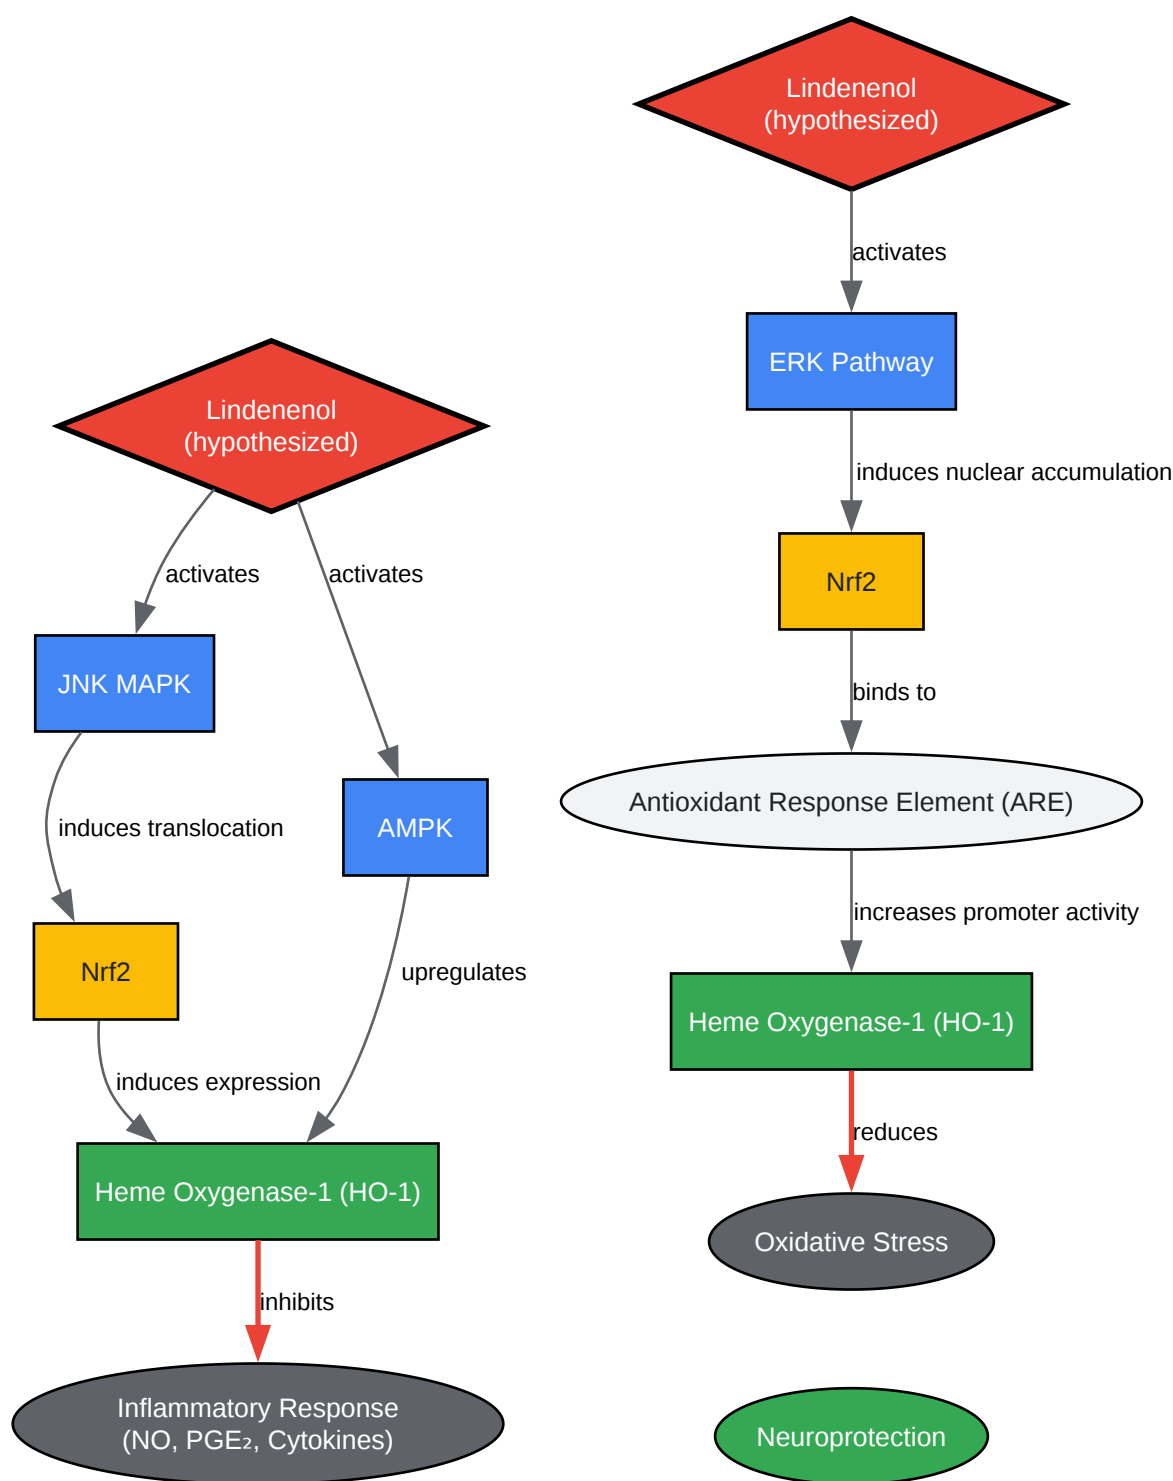 Lindenenol
(hypothesized)
activates
activates
JNK MAPK
AMPK
induces translocation
Nrf2
upregulates
induces expression
Heme Oxygenase-1 (HO-1)
inhibits
Inflammatory Response
(NO, PGE₂, Cytokines)
Lindenenol
(hypothesized)
activates
ERK Pathway
induces nuclear accumulation
Nrf2
binds to
Antioxidant Response Element (ARE)
increases promoter activity
Heme Oxygenase-1 (HO-1)
reduces
Oxidative Stress
Neuroprotection